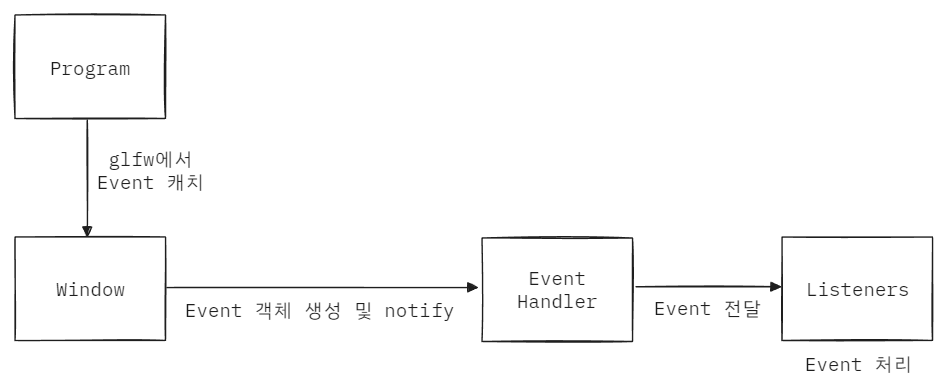 Program
glfw에서
Event 캐치
Window
Event 객체 생성 및 notify
Event
Handler
Event 전달
Listeners
Event 처리